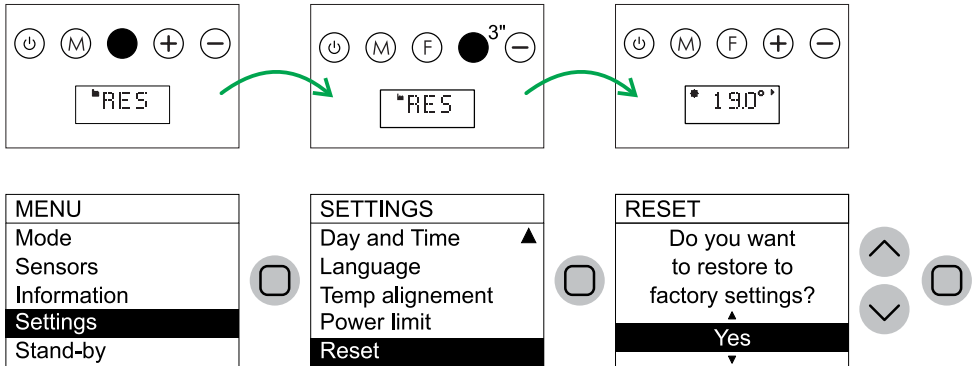 M
RES
M F 3"
RES
M F
19.0°
MENU
Mode
Sensors
Information
Settings
Stand-by
SETTINGS
Day and Time
Language
Temp alignement
Power limit
Reset
RESET
Do you want
to restore to
factory settings?
Yes